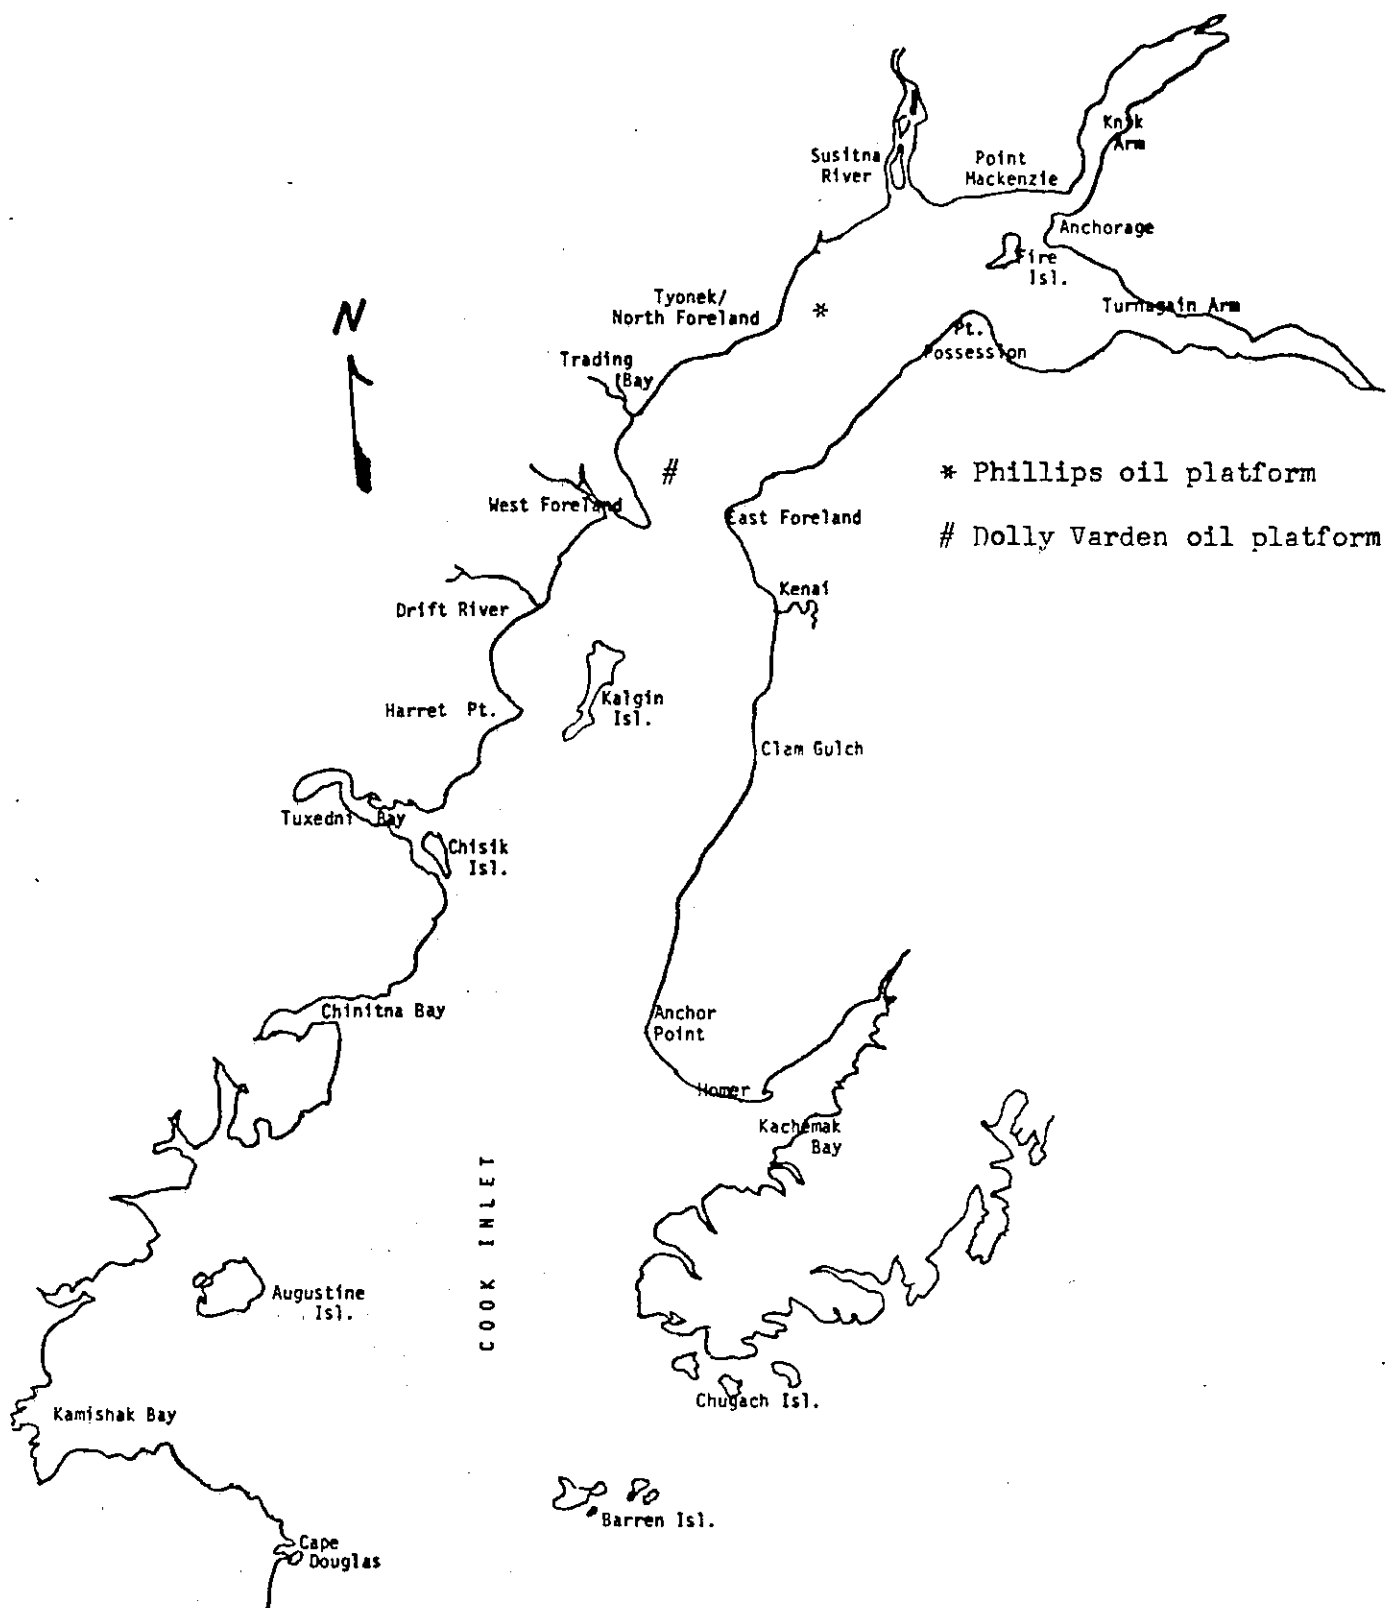 Knik
Arm
Susitna
River
Point
Mackenzie
Anchorage
Fire
Isl.
Tyonek/
North Foreland
*
Turnagain Arm
N
Pt.
Possession
Trading
Bay
#
* Phillips oil platform
West Foreland
East Foreland
# Dolly Varden oil platform
Kenai
Drift River
Kalgin
Isl.
Harret Pt.
Clam Gulch
Tuxedni Bay
Chisik
Isl.
Chinitna Bay
Anchor
Point
Homer
Kachemak
Bay
COOK INLET
Augustine
Isl.
Chugach Isl.
Kamishak Bay
Barren Isl.
Cape
Douglas